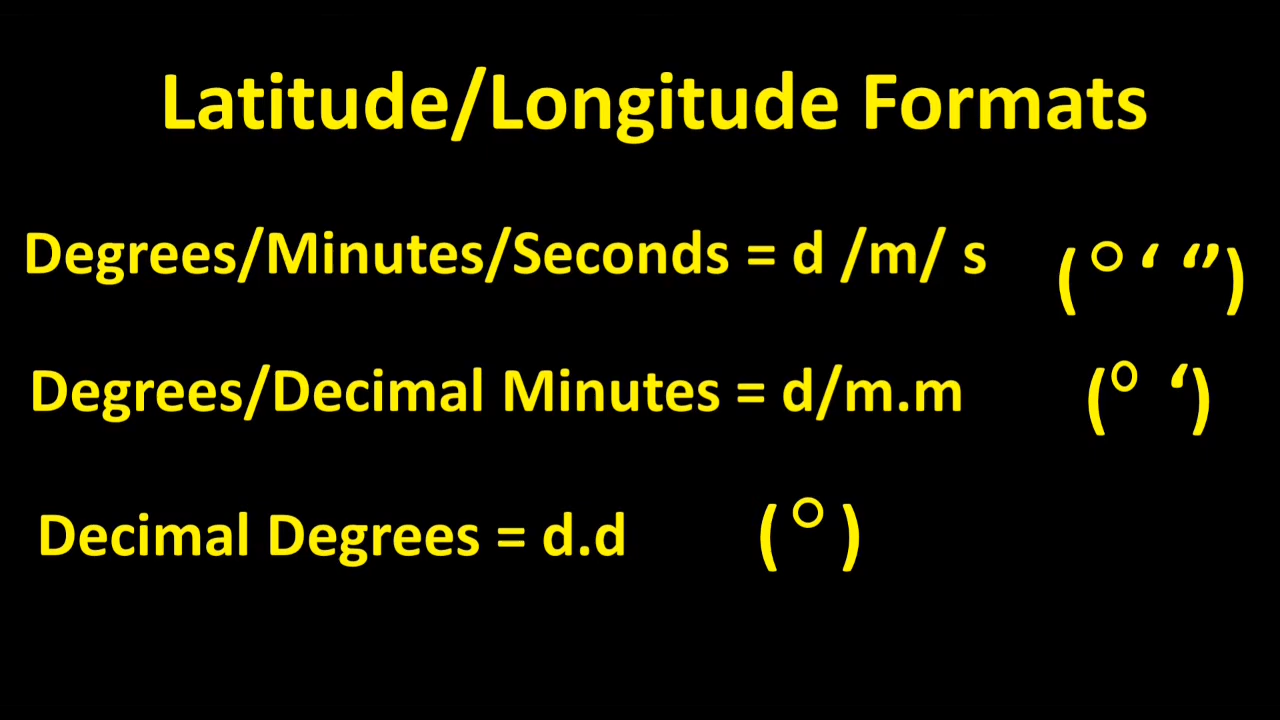 Latitude/Longitude Formats
Degrees/Minutes/Seconds = d /m/ s (° ‘ “”)
Degrees/Decimal Minutes = d/m.m (° ‘)
Decimal Degrees = d.d (°)